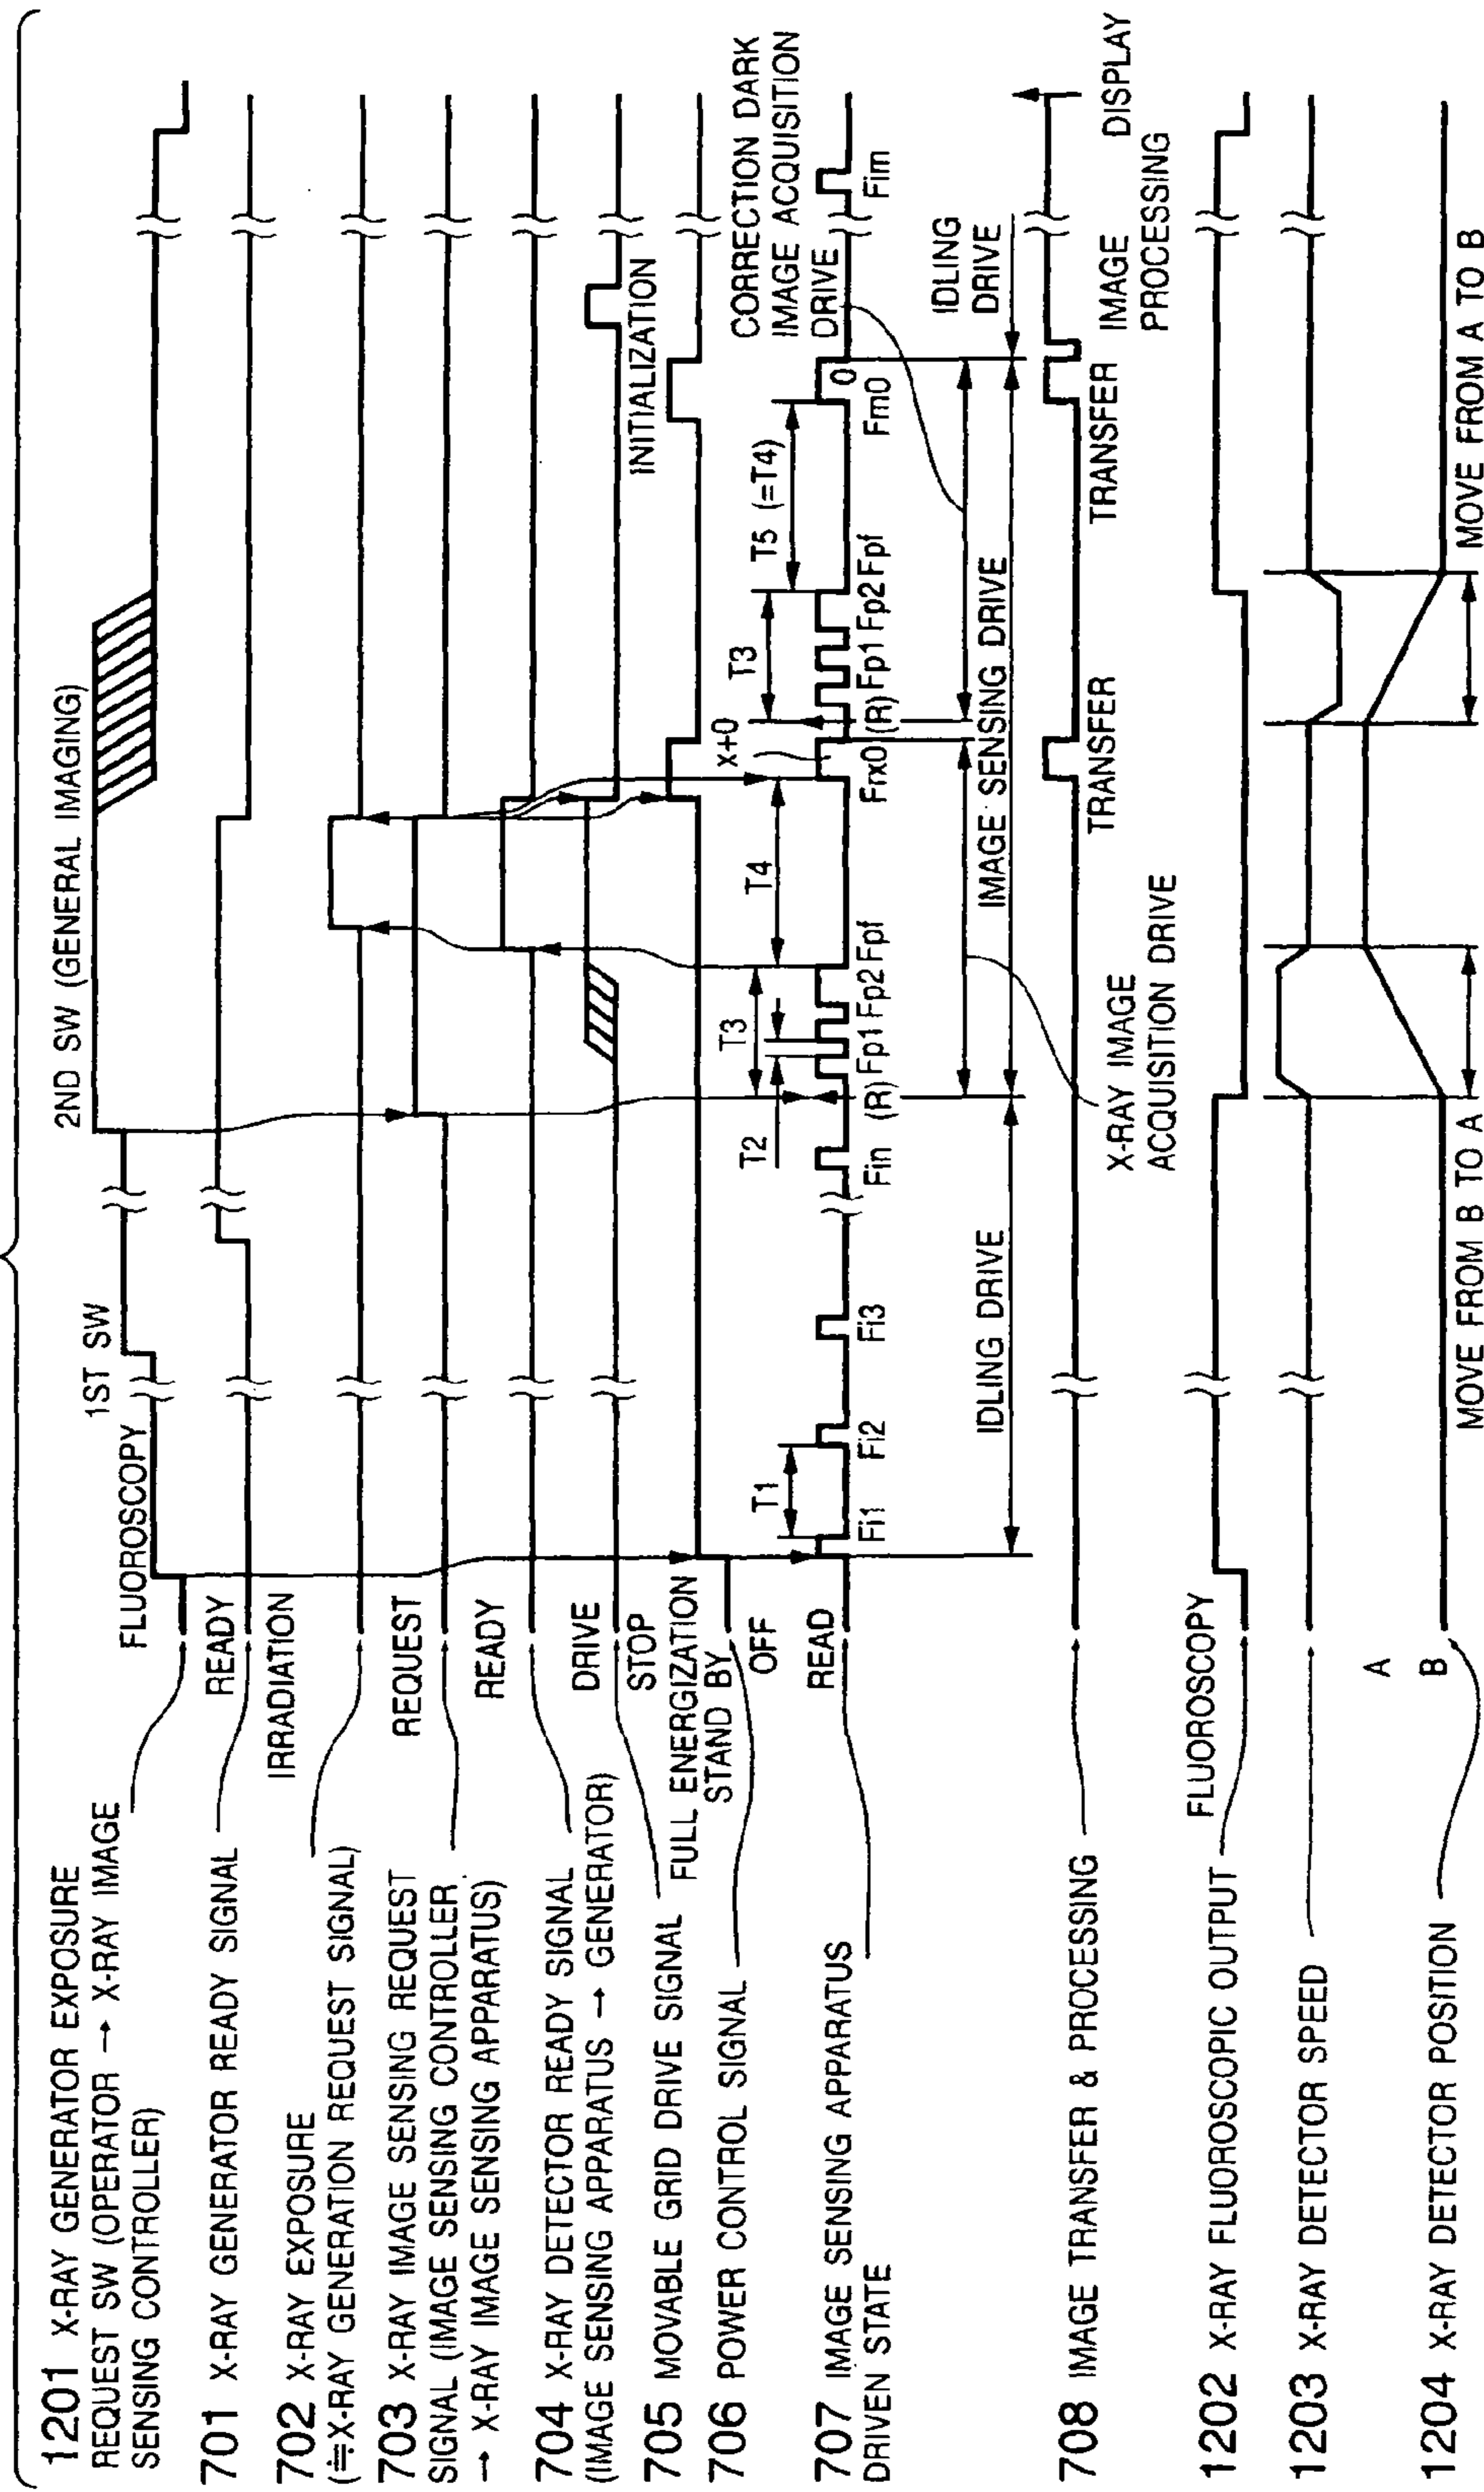 1201 X-RAY GENERATOR EXPOSURE
REQUEST SW (OPERATOR → X-RAY IMAGE
SENSING CONTROLLER)
FLUOROSCOPY
1ST SW
2ND SW (GENERAL IMAGING)
701 X-RAY GENERATOR READY SIGNAL
READY
702 X-RAY EXPOSURE
(≒X-RAY GENERATION REQUEST SIGNAL)
IRRADIATION
703 X-RAY IMAGE SENSING REQUEST
SIGNAL (IMAGE SENSING CONTROLLER
→ X-RAY IMAGE SENSING APPARATUS)
REQUEST
704 X-RAY DETECTOR READY SIGNAL
(IMAGE SENSING APPARATUS → GENERATOR)
READY
705 MOVABLE GRID DRIVE SIGNAL
DRIVE
STOP
INITIALIZATION
706 POWER CONTROL SIGNAL
FULL ENERGIZATION
STAND BY
OFF
707 IMAGE SENSING APPARATUS
DRIVEN STATE
READ
T1
T2
T3
T4
x+0
T3
T5 (=T4)
0
CORRECTION DARK
IMAGE ACQUISITION
DRIVE
Fi1
Fi2
Fi3
Fin
(R)
Fp1
Fp2
Fpf
Frx0
(R)
Fp1
Fp2
Fpf
Frn0
Fim
IDLING DRIVE
IMAGE SENSING DRIVE
IDLING
DRIVE
708 IMAGE TRANSFER & PROCESSING
X-RAY IMAGE
ACQUISITION DRIVE
TRANSFER
TRANSFER
IMAGE
PROCESSING
DISPLAY
1202 X-RAY FLUOROSCOPIC OUTPUT
FLUOROSCOPY
1203 X-RAY DETECTOR SPEED
1204 X-RAY DETECTOR POSITION
A
B
MOVE FROM B TO A
MOVE FROM A TO B